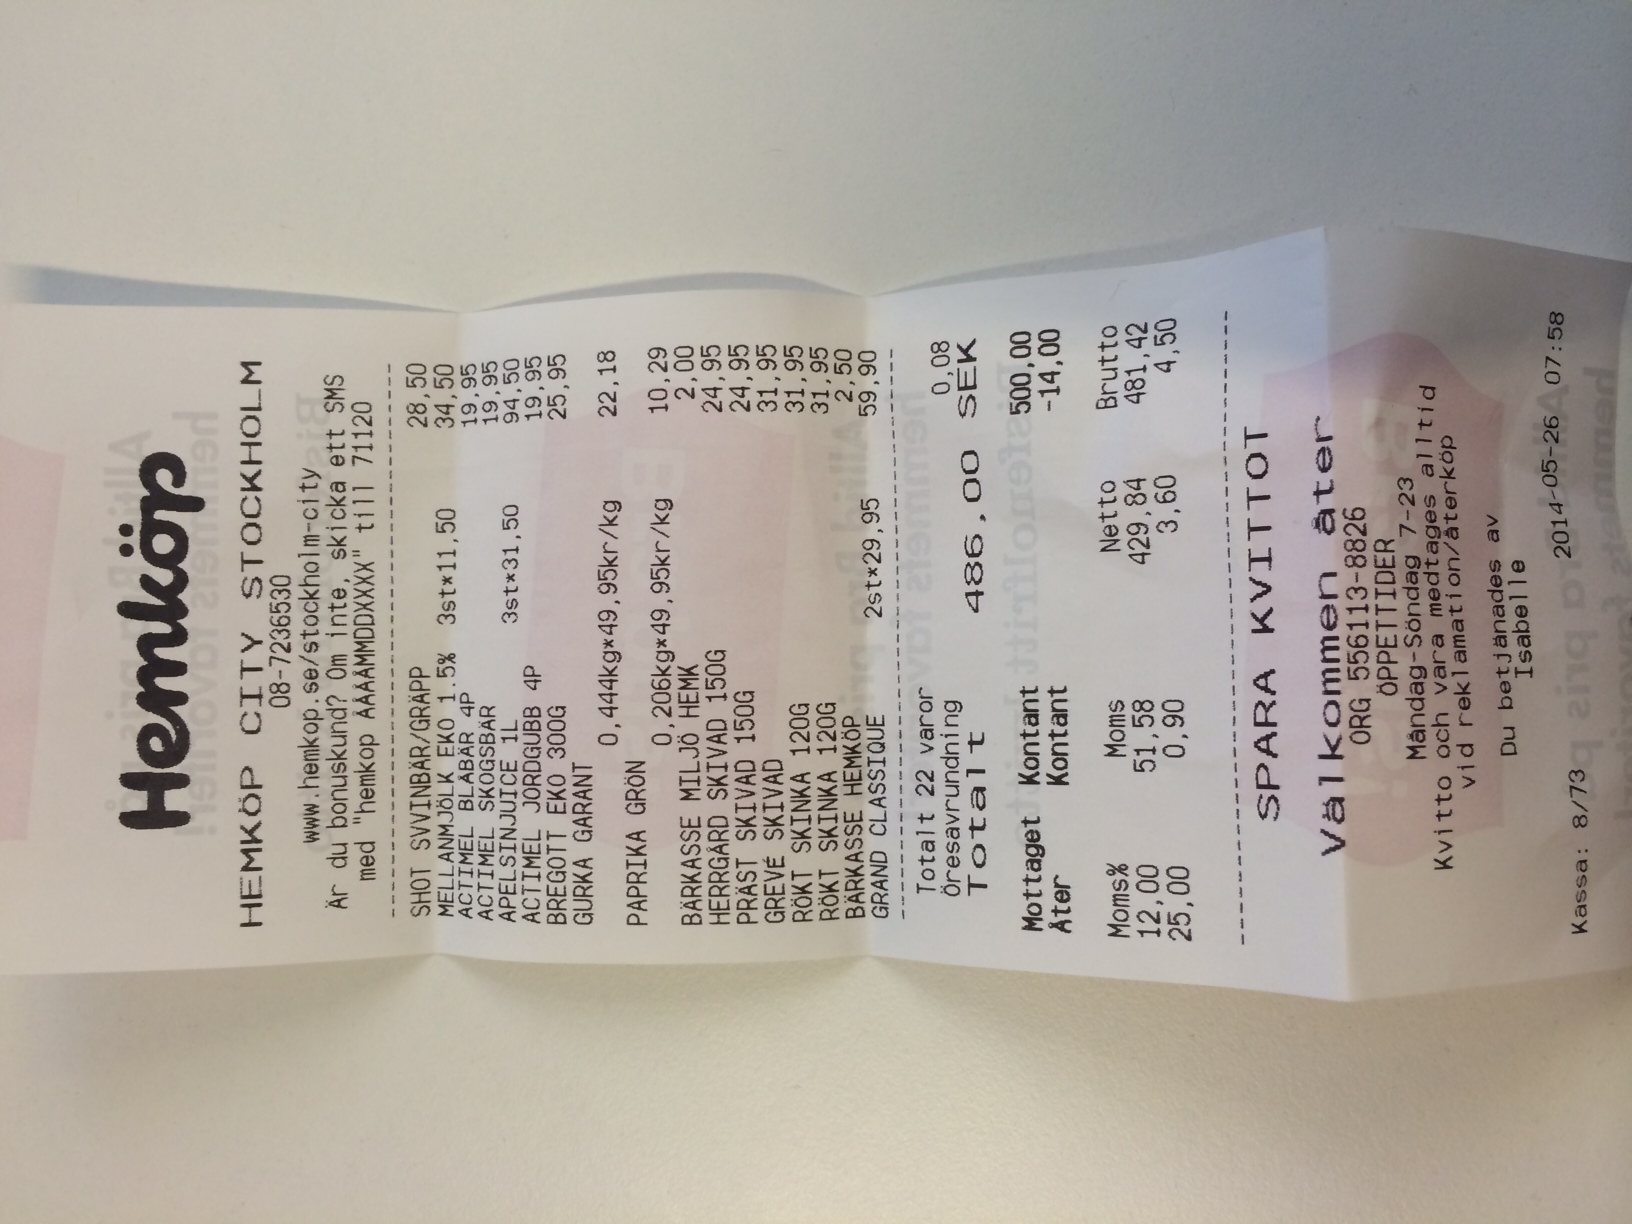 Hemköp
HEMKÖP CITY STOCKHOLM
08-7236530
www.hemkop.se/stockholm-city
Är du bonuskund? Om inte, skicka ett SMS
med "hemkop ÅÅÅÅMMDDXXXX" till 71120
SHOT SVVINBÄR/GRÄPP 28,50
MELLANMJÖLK EKO 1.5% 3st*11,50 34,50
ACTIMEL BLÅBÄR 4P 19,95
ACTIMEL SKOGSBÄR 19,95
APELSINJUICE 1L 3st*31,50 94,50
ACTIMEL JORDGUBB 4P 19,95
BREGOTT EKO 300G 25,95
GURKA GARANT
0,444kg*49,95kr/kg 22,18
PAPRIKA GRÖN
0,206kg*49,95kr/kg 10,29
BÄRKASSE MILJÖ HEMK 2,00
HERRGÅRD SKIVAD 150G 24,95
PRÄST SKIVAD 150G 24,95
GREVÉ SKIVAD 31,95
RÖKT SKINKA 120G 31,95
RÖKT SKINKA 120G 31,95
BÄRKASSE HEMKÖP 2,50
GRAND CLASSIQUE 2st*29,95 59,90
Totalt 22 varor
Öresavrundning 0,08
Totalt 486,00 SEK
Mottaget Kontant 500,00
Åter Kontant -14,00
Moms% Moms Netto Brutto
12,00 51,58 429,84 481,42
25,00 0,90 3,60 4,50
SPARA KVITTOT
Välkommen åter
ORG 556113-8826
ÖPPETTIDER
Måndag-Söndag 7-23
Kvitto och vara medtages alltid
vid reklamation/återköp
Du betjänades av
Isabelle
Kassa: 8/73 2014-05-26 07:58